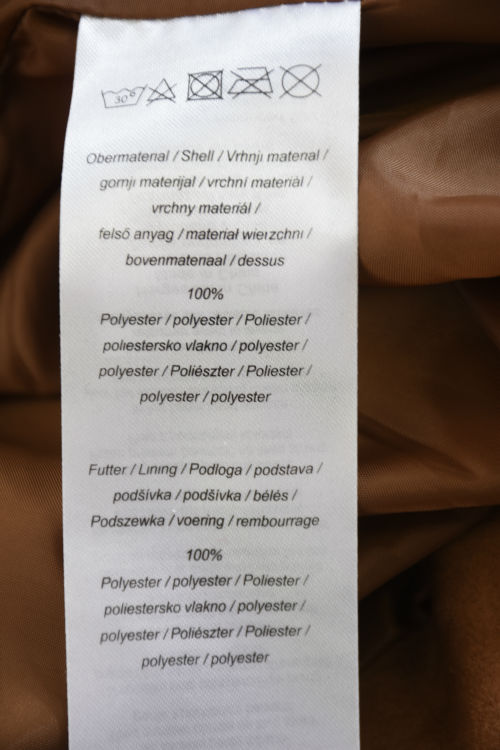 30°
Obermaterial / Shell / Vrhnji material /
gornji materijal / vrchní materiál /
vrchny materiál /
felső anyag / materiał wierzchni /
bovenmateriaal / dessus
100%
Polyester / polyester / Poliester /
poliestersko vlakno / polyester /
polyester / Poliészter / Poliester /
polyester / polyester
Futter / Lining / Podloga / podstava /
podšívka / podšívka / bélés /
Podszewka / voering / rembourrage
100%
Polyester / polyester / Poliester /
poliestersko vlakno / polyester /
polyester / Poliészter / Poliester /
polyester / polyester